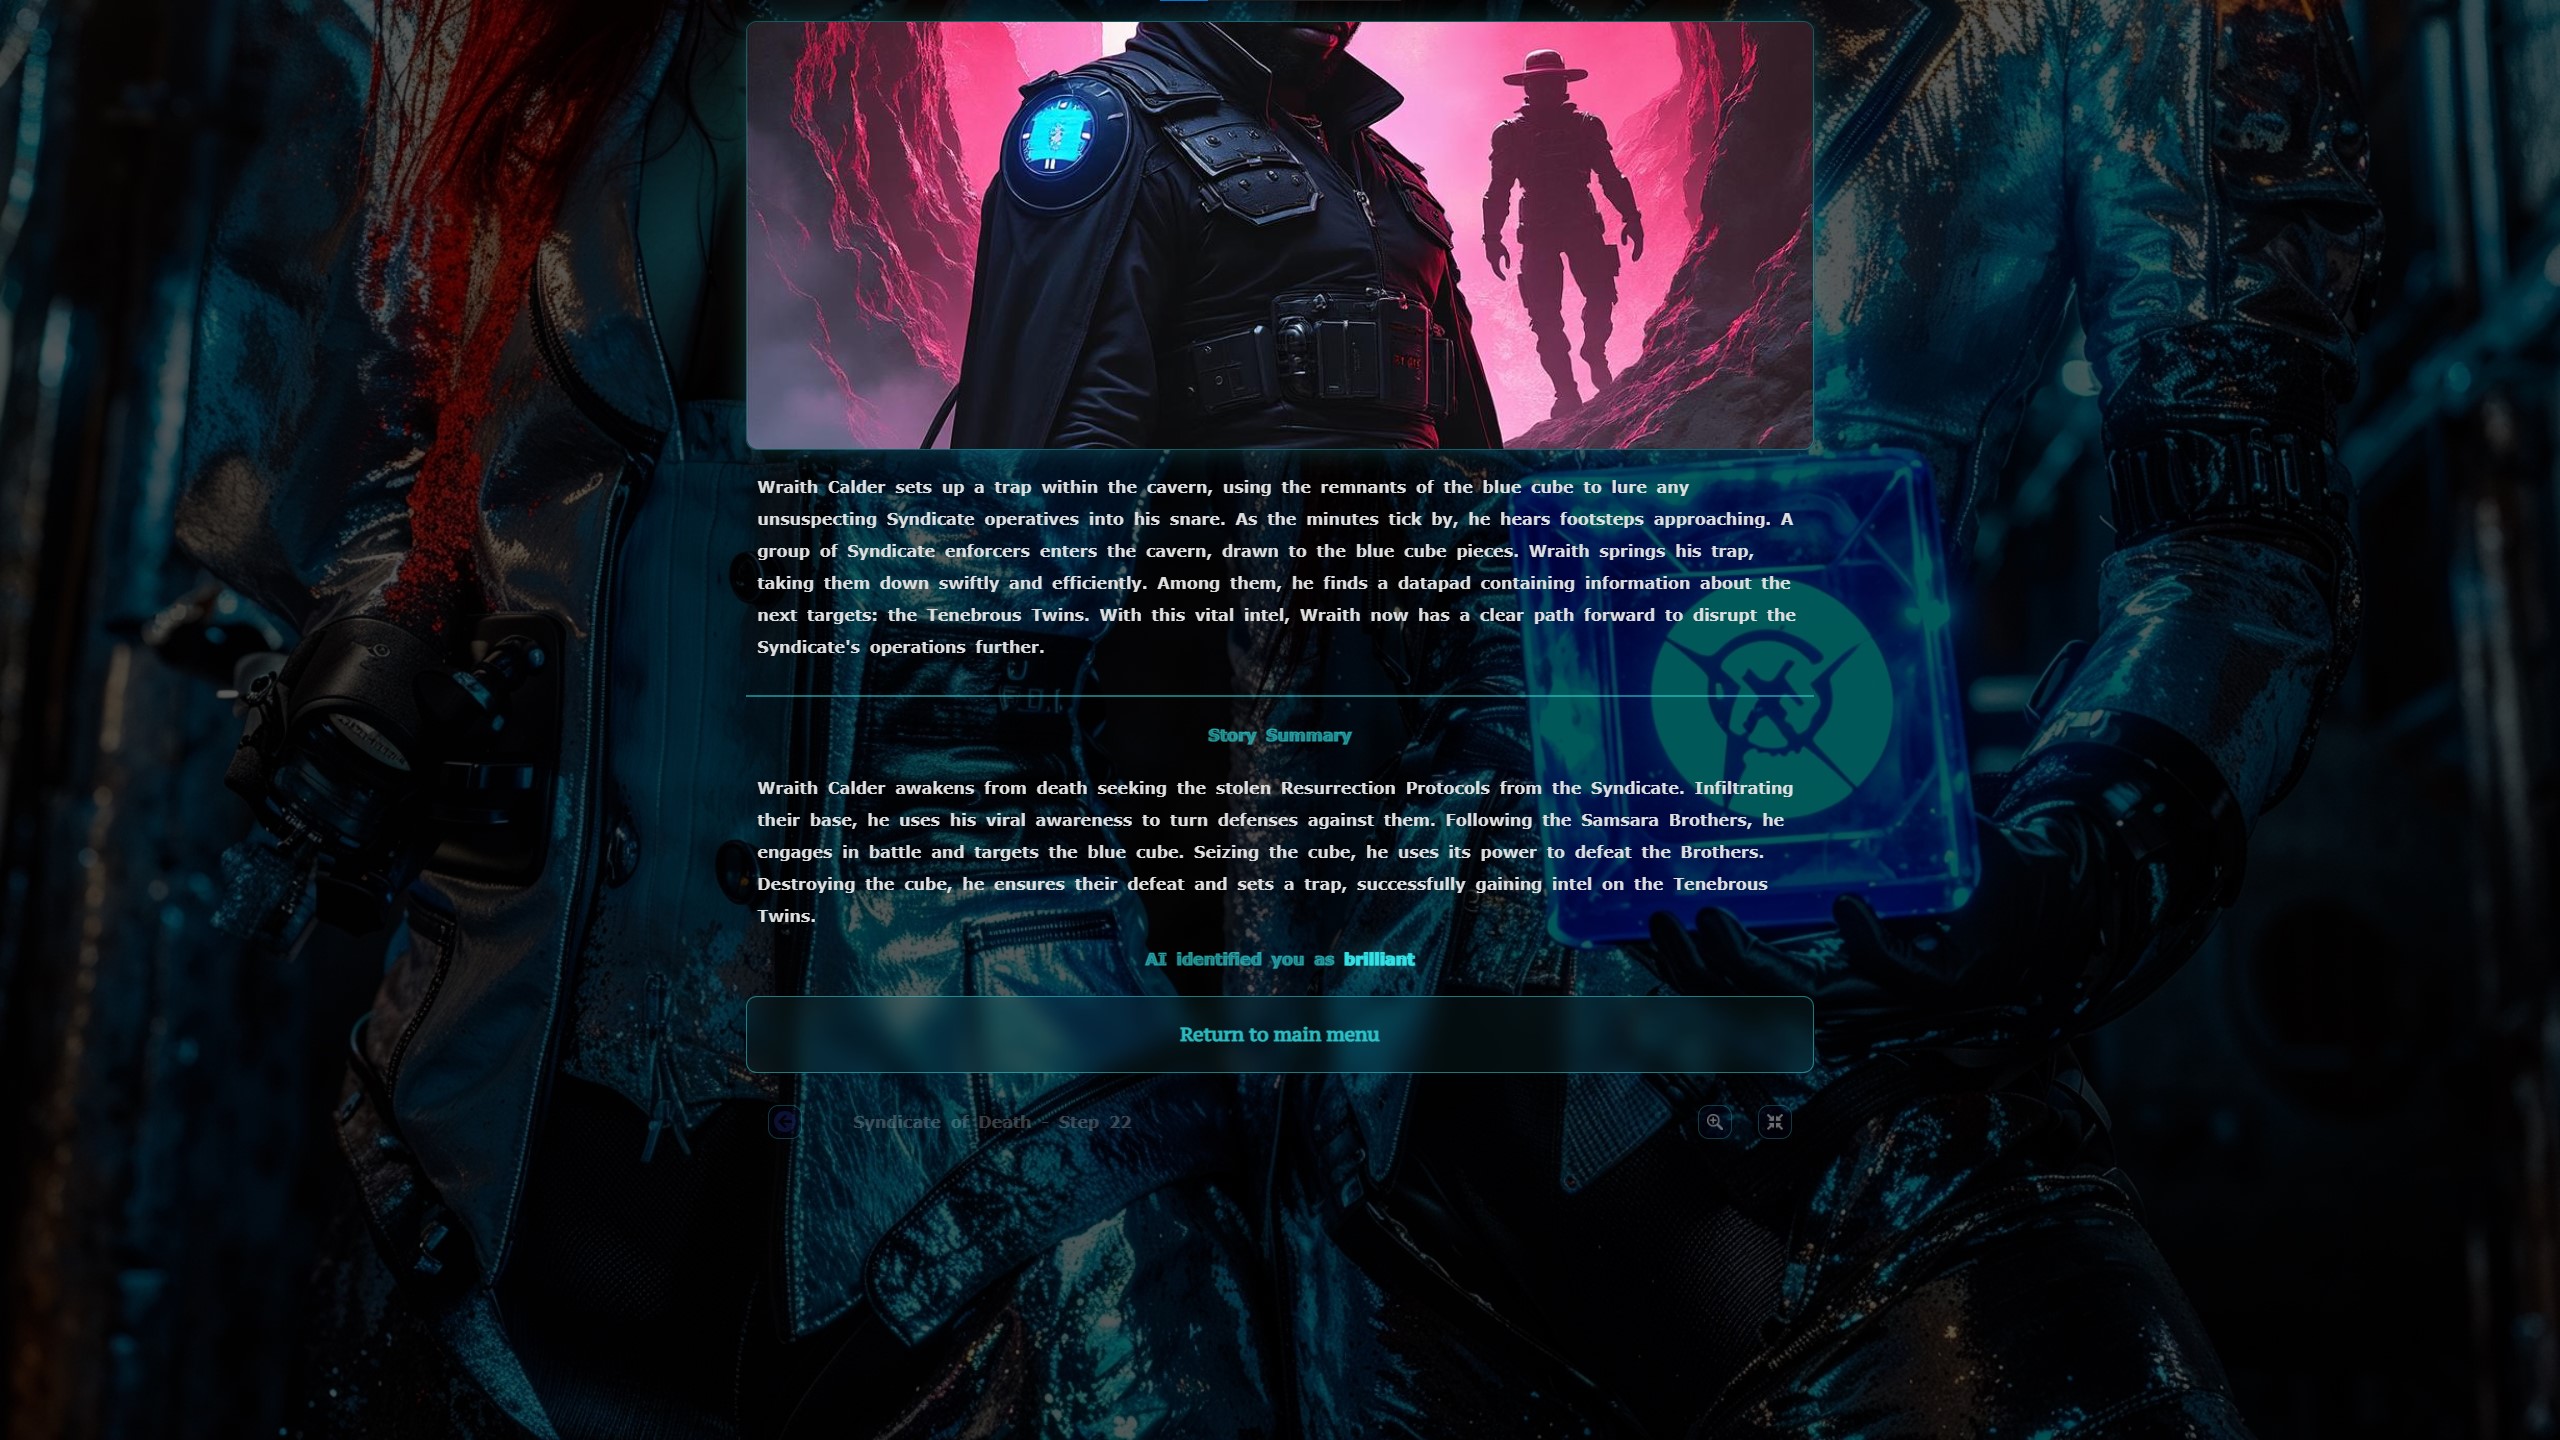 Wraith Calder sets up a trap within the cavern, using the remnants of the blue cube to lure any
unsuspecting Syndicate operatives into his snare. As the minutes tick by, he hears footsteps approaching. A
group of Syndicate enforcers enters the cavern, drawn to the blue cube pieces. Wraith springs his trap,
taking them down swiftly and efficiently. Among them, he finds a datapad containing information about the
next targets: the Tenebrous Twins. With this vital intel, Wraith now has a clear path forward to disrupt the
Syndicate's operations further.
Story Summary
Wraith Calder awakens from death seeking the stolen Resurrection Protocols from the Syndicate. Infiltrating
their base, he uses his viral awareness to turn defenses against them. Following the Samsara Brothers, he
engages in battle and targets the blue cube. Seizing the cube, he uses its power to defeat the Brothers.
Destroying the cube, he ensures their defeat and sets a trap, successfully gaining intel on the Tenebrous
Twins.
AI identified you as brilliant
Return to main menu
Syndicate of Death - Step 22